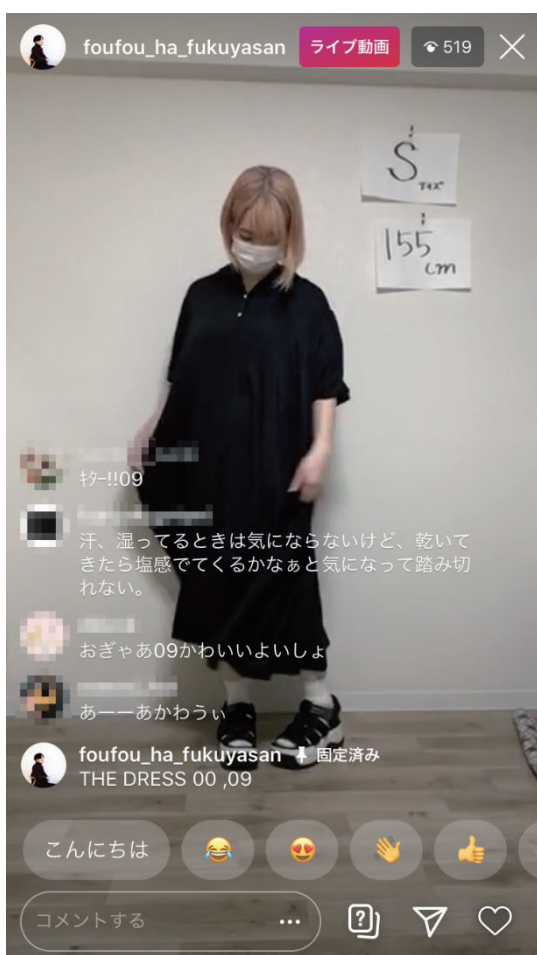 foufou_ha_fukuyasan ライブ動画 519
S
サイズ
155
cm
ｷﾀｰ!!09
汗、湿ってるときは気にならないけど、乾いて
きたら塩感でてくるかなぁと気になって踏み切
れない。
おぎゃあ09かわいいよいしょ
あーーあかわうぃ
foufou_ha_fukuyasan 固定済み
THE DRESS 00 ,09
こんにちは
コメントする